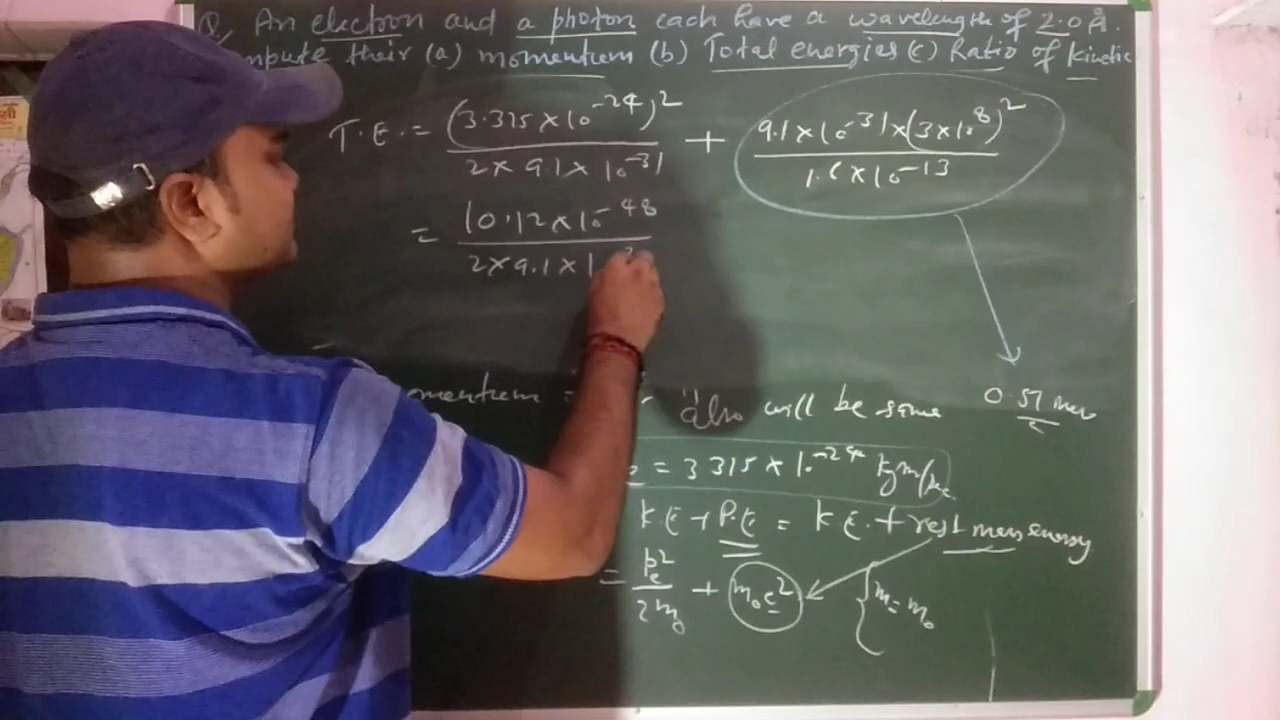 Q, An electron and a photon each have a wavelength of 2.0 Å.
mpute their (a) momentum (b) Total energies (c) Ratio of kinetic
T.E. = (3.315×10⁻²⁴)² / 2×9.1×10⁻³¹ + 9.1×10⁻³¹×(3×10⁸)² / 1.6×10⁻¹³
= 10.12×10⁻⁴⁸ / 2×9.1×1
omentum also will be same 0.51 Mev
e = 3.315×10⁻²⁴ kgm/sec.
K.E + P.E = K.E. + rest mass energy
= pₑ² / 2m₀ + m₀c² { m = m₀